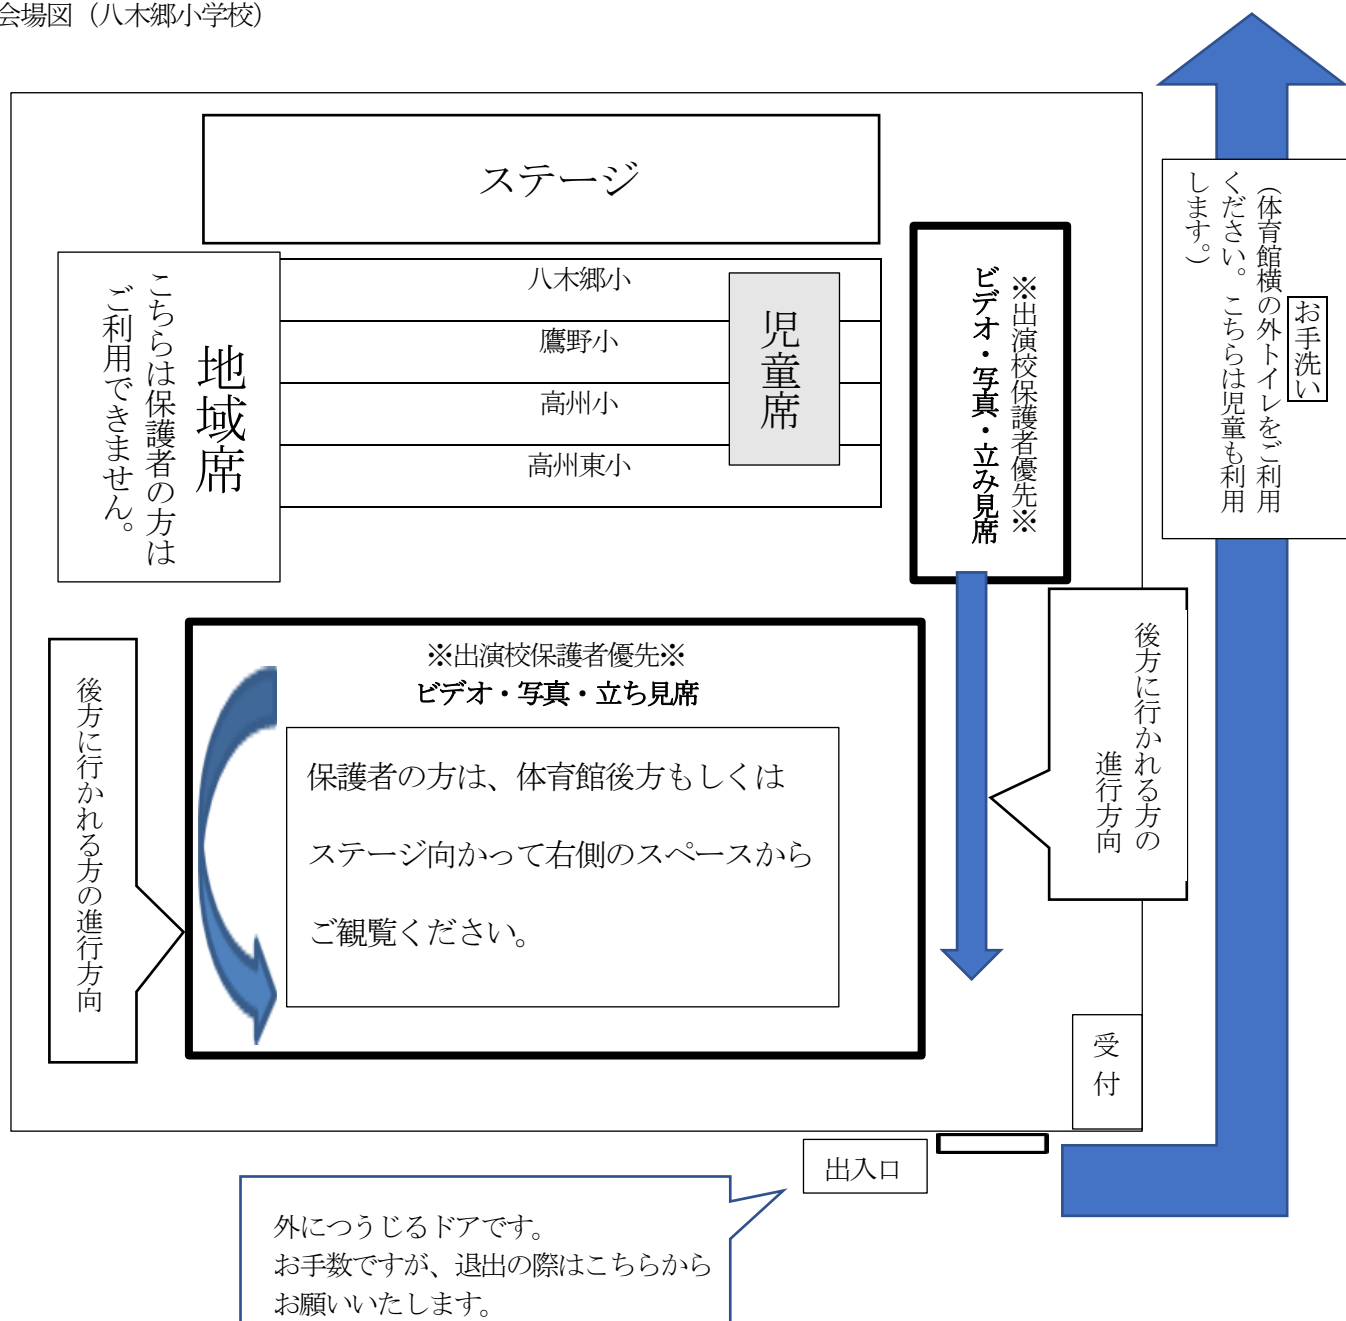 会場図（八木郷小学校）
ステージ
八木郷小
鷹野小
高州小
高州東小
児童席
地域席
こちらは保護者の方は
ご利用できません。
※出演校保護者優先※
ビデオ・写真・立み見席
お手洗い
（体育館横の外トイレをご利用
ください。こちらは児童も利用
します。）
後方に行かれる方の
進行方向
後方に行かれる方の進行方向
※出演校保護者優先※
ビデオ・写真・立ち見席
保護者の方は、体育館後方もしくは
ステージ向かって右側のスペースから
ご観覧ください。
受
付
出入口
外につうじるドアです。
お手数ですが、退出の際はこちらから
お願いいたします。